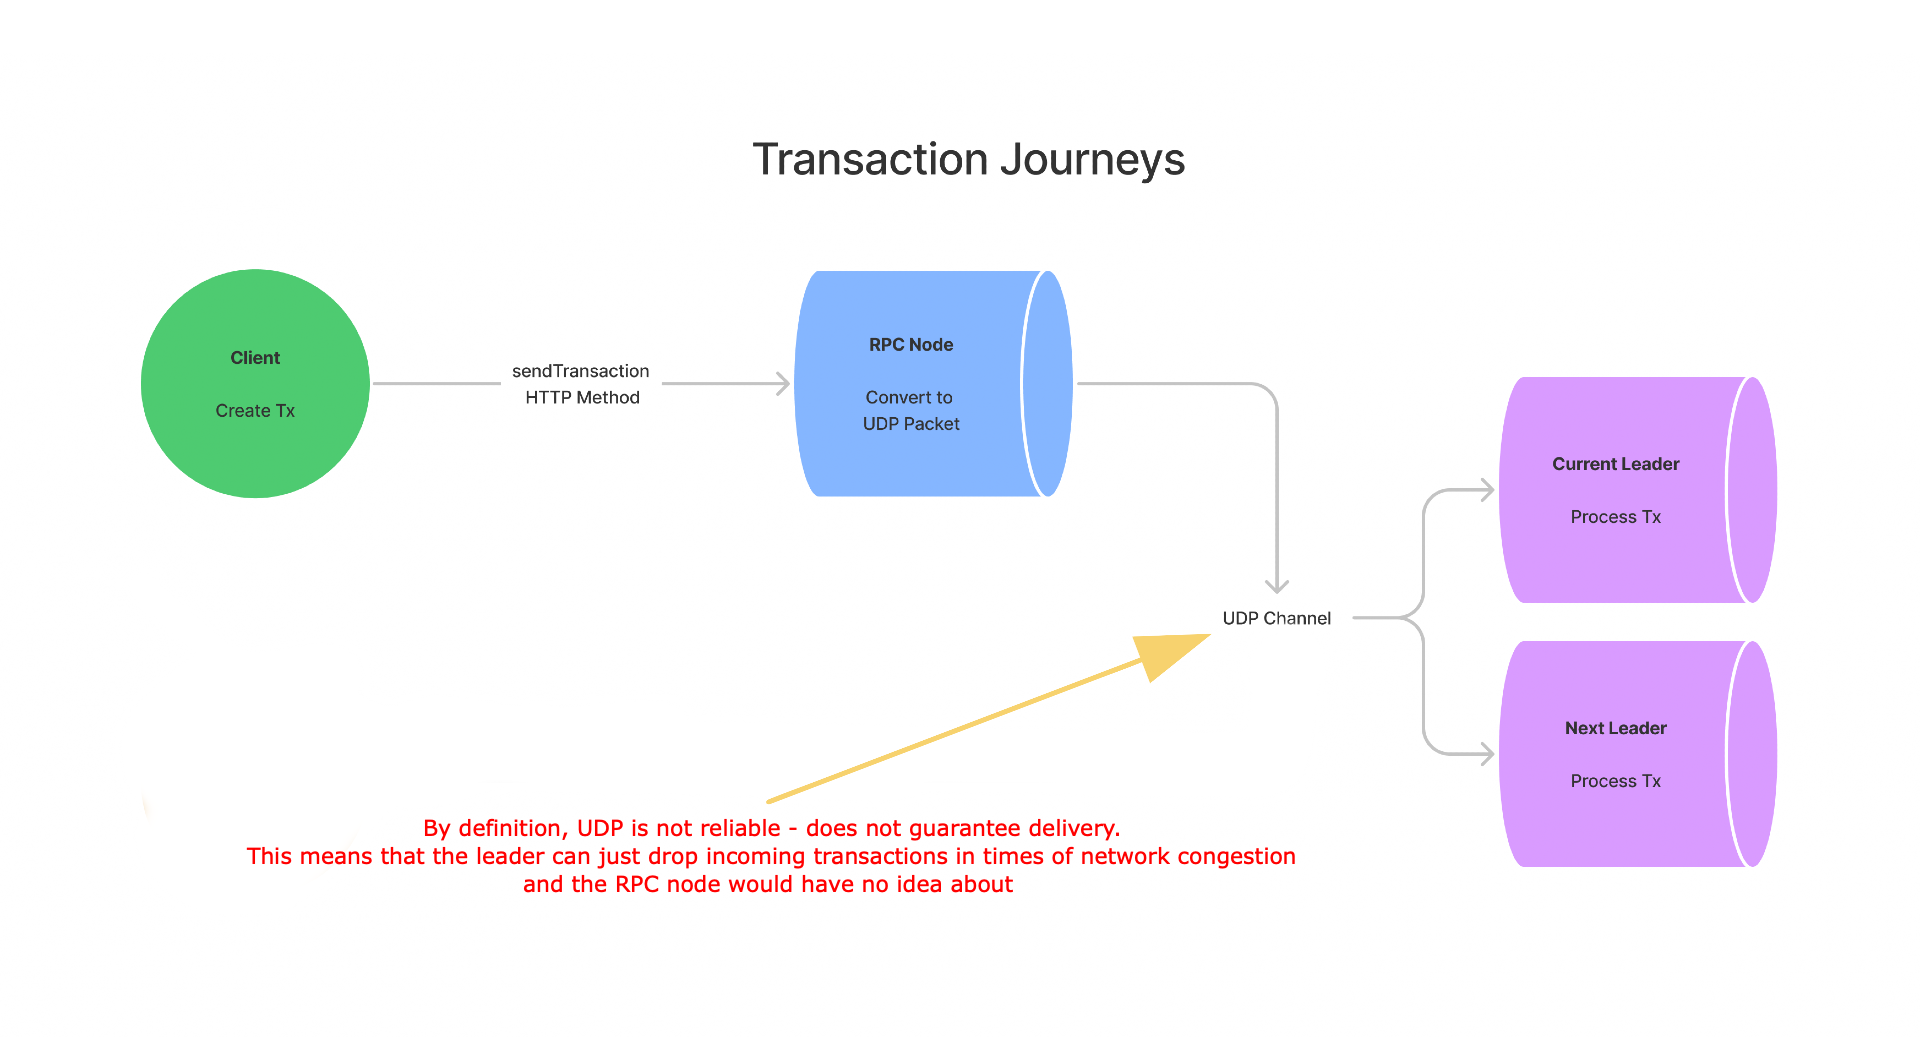 Transaction Journeys
Client
Create Tx
sendTransaction
HTTP Method
RPC Node
Convert to
UDP Packet
UDP Channel
Current Leader
Process Tx
Next Leader
Process Tx
By definition, UDP is not reliable - does not guarantee delivery.
This means that the leader can just drop incoming transactions in times of network congestion
and the RPC node would have no idea about